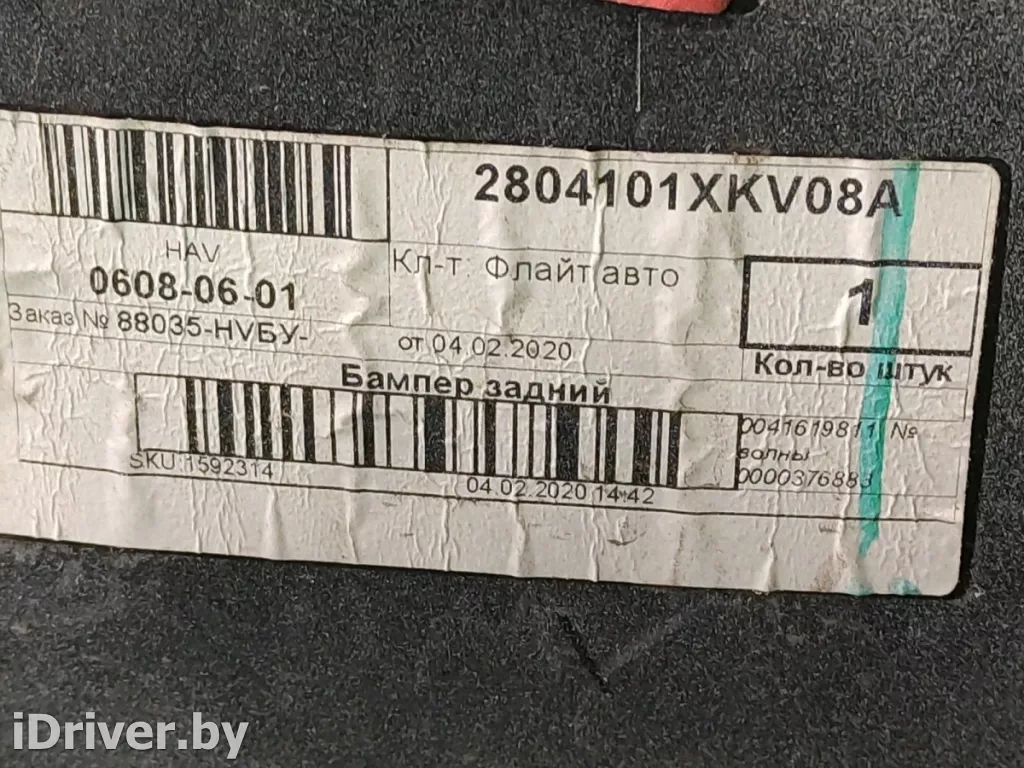 2804101XKV08A
HAV
0608-06-01
Заказ № 88035-HVБУ-
Кл-т: Флайт авто
от 04.02.2020
1
Кол-во штук
Бампер задний
SKU:1592314
04.02.2020 14:42
0041619811 №
волны
0000376883
iDriver.by